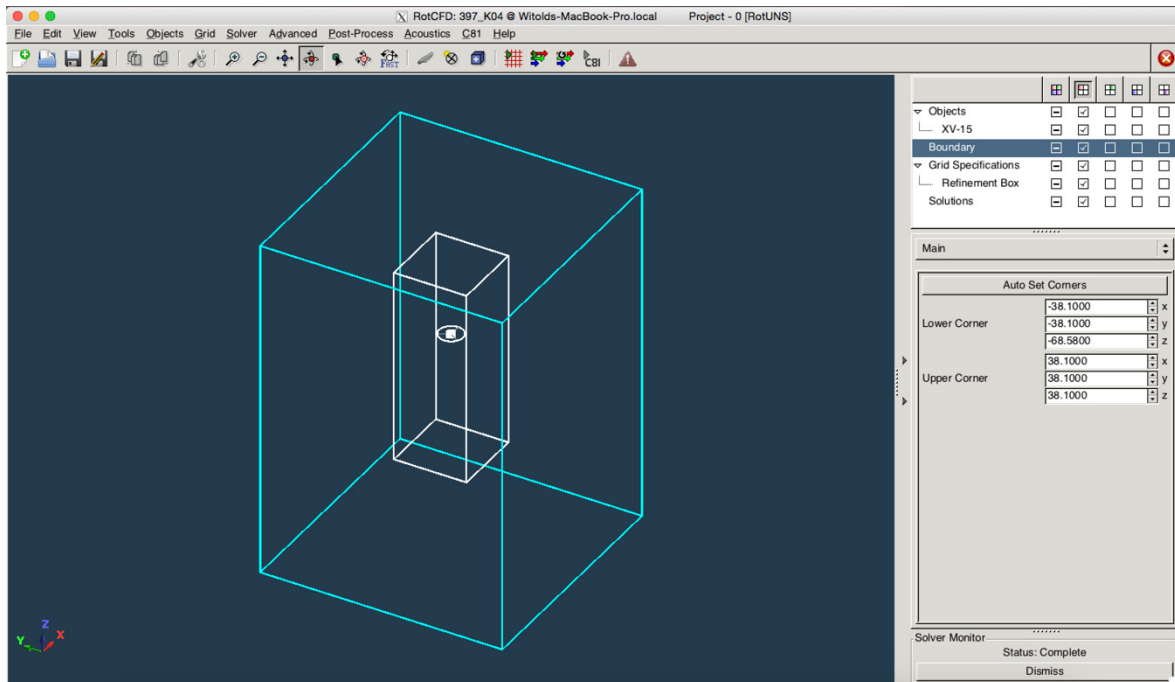 X RotCFD: 397_K04 @ Witolds-MacBook-Pro.local Project - 0 [RotUNS]
File Edit View Tools Objects Grid Solver Advanced Post-Process Acoustics C81 Help
FAST C81
Objects
XV-15
Boundary
Grid Specifications
Refinement Box
Solutions
Main
Auto Set Corners
Lower Corner
-38.1000 x
-38.1000 y
-68.5800 z
Upper Corner
38.1000 x
38.1000 y
38.1000 z
Z
Y X
Solver Monitor
Status: Complete
Dismiss